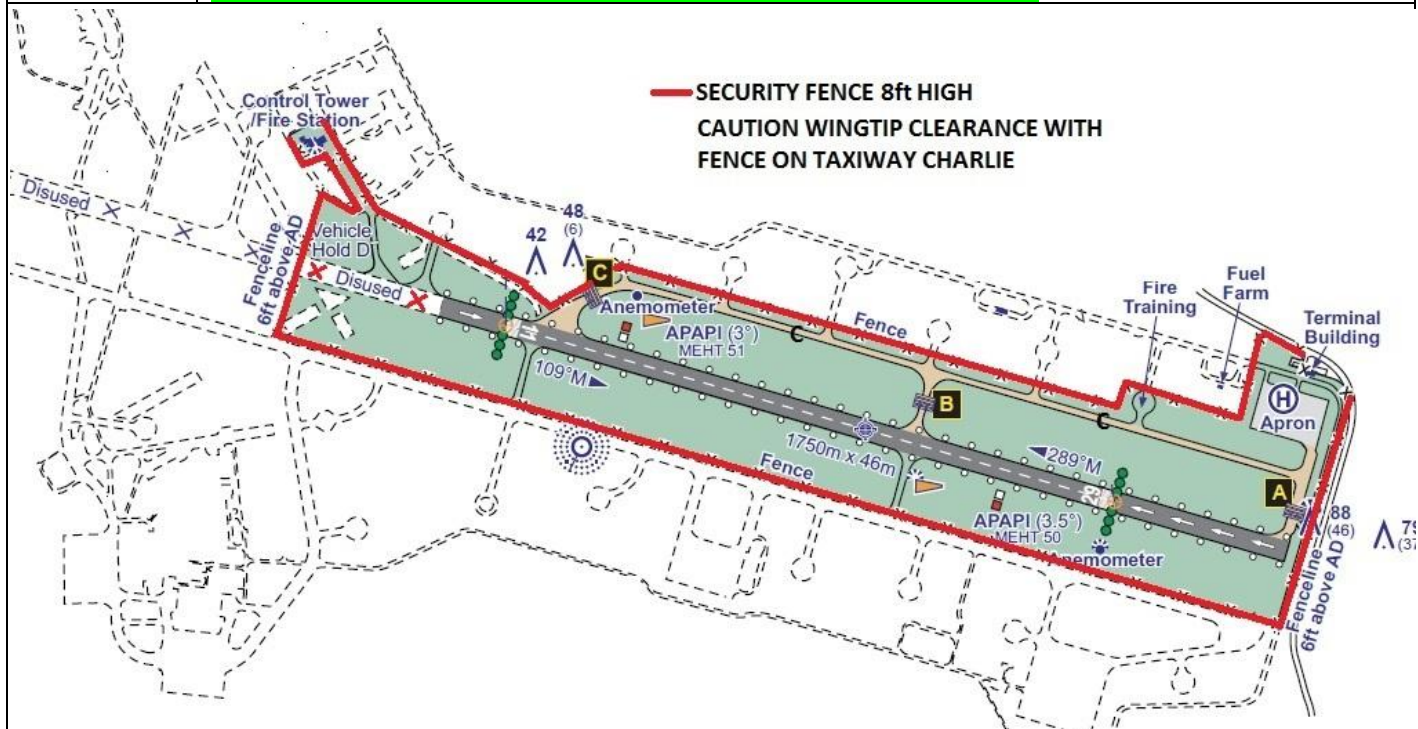 SECURITY FENCE 8ft HIGH
CAUTION WINGTIP CLEARANCE WITH
FENCE ON TAXIWAY CHARLIE
Control Tower
/Fire Station
Disused
Vehicle
Hold D
Fenceline
6ft above AD
Disused
42
48
(6)
C
Anemometer
APAPI (3°)
MEHT 51
109°M
Fence
C
Fire
Training
Fuel
Farm
Terminal
Building
H
Apron
B
C
1750m x 46m
289°M
Fence
29
A
APAPI (3.5°)
MEHT 50
Anemometer
88
(46)
79
(37
Fenceline
6ft above AD